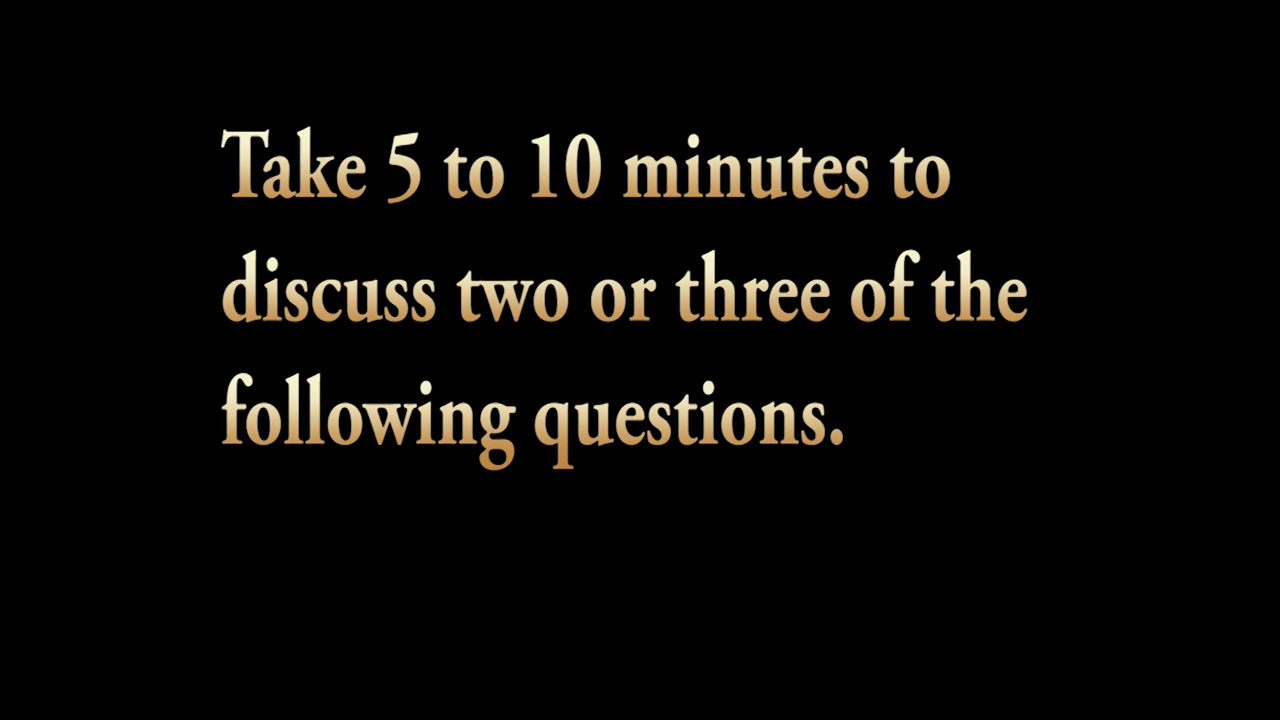 Take 5 to 10 minutes to
discuss two or three of the
following questions.